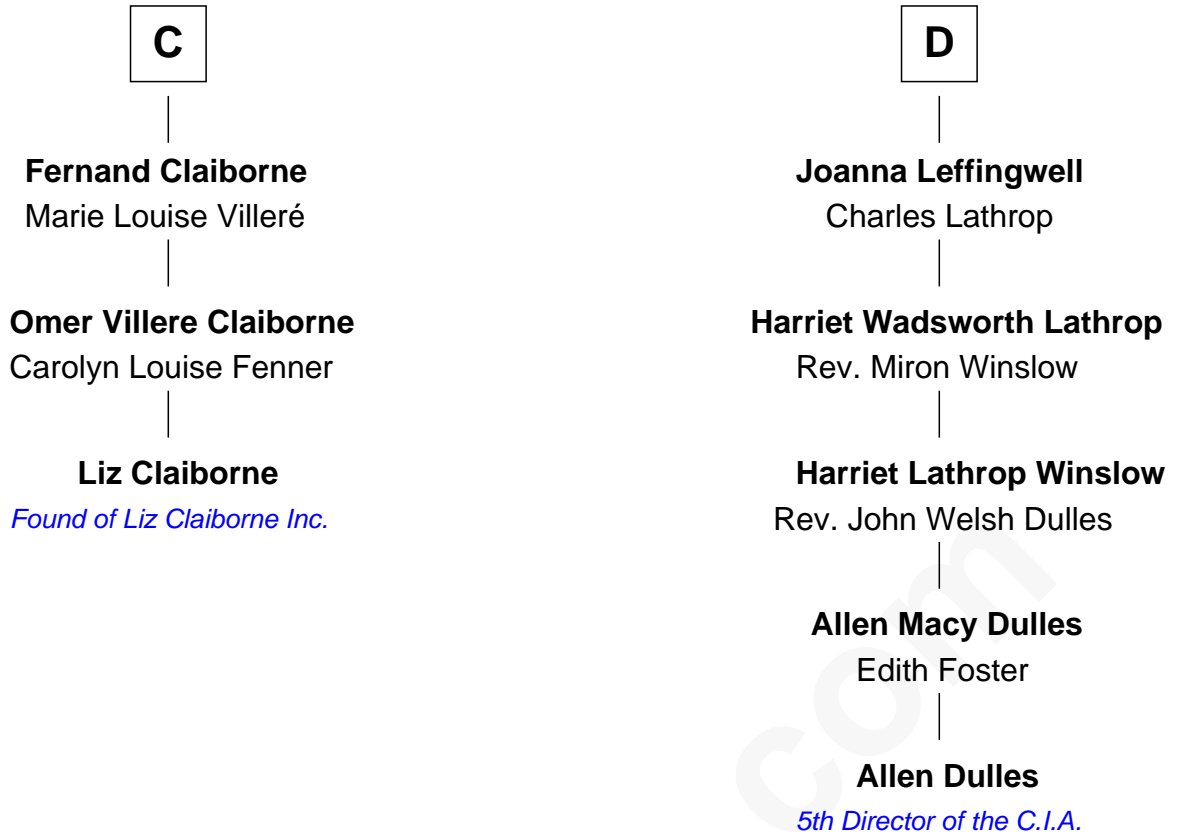 C
Fernand Claiborne
Marie Louise Villeré
Omer Villere Claiborne
Carolyn Louise Fenner
Liz Claiborne
Found of Liz Claiborne Inc.
D
Joanna Leffingwell
Charles Lathrop
Harriet Wadsworth Lathrop
Rev. Miron Winslow
Harriet Lathrop Winslow
Rev. John Welsh Dulles
Allen Macy Dulles
Edith Foster
Allen Dulles
5th Director of the C.I.A.
com